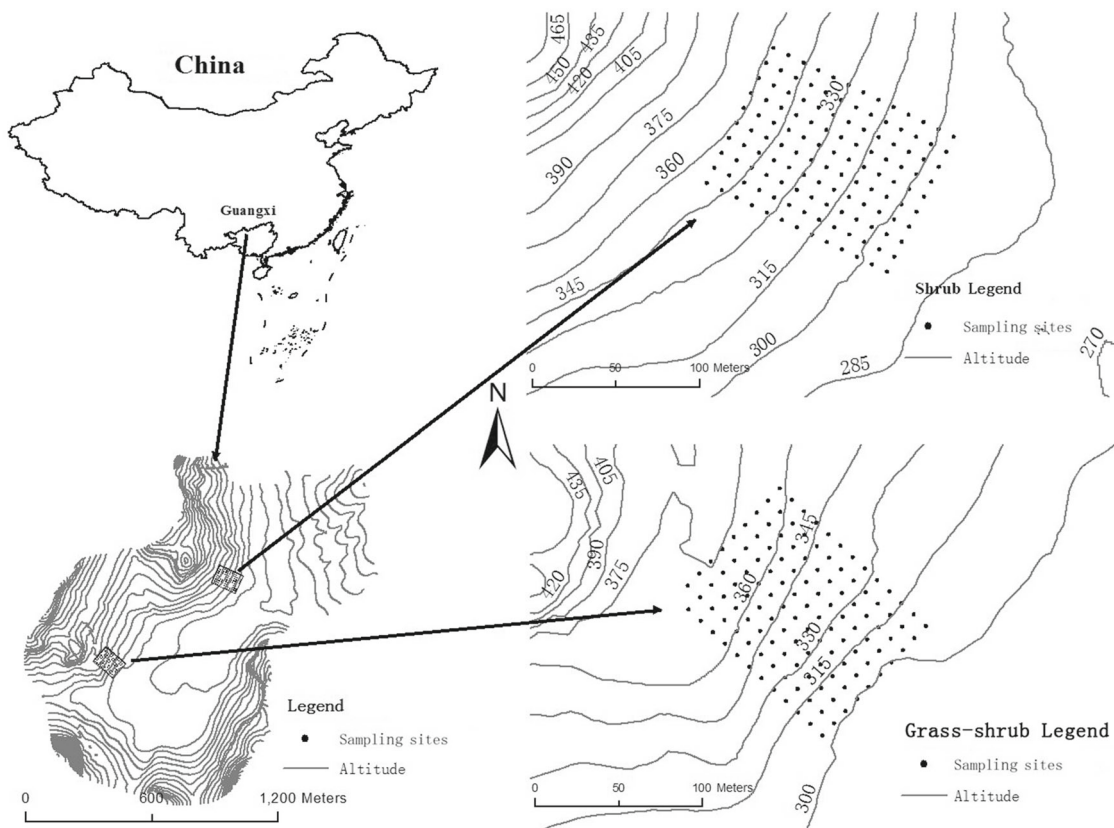 China
Guangxi
465
435
450
420
405
375
390
360
330
345
315
300
285
270
Shrub Legend
Sampling sites
Altitude
0 50 100 Meters
N
435
405
420
390
375
345
360
330
315
300
Grass-shrub Legend
Sampling sites
Altitude
0 50 100 Meters
Legend
Sampling sites
Altitude
0 600 1,200 Meters